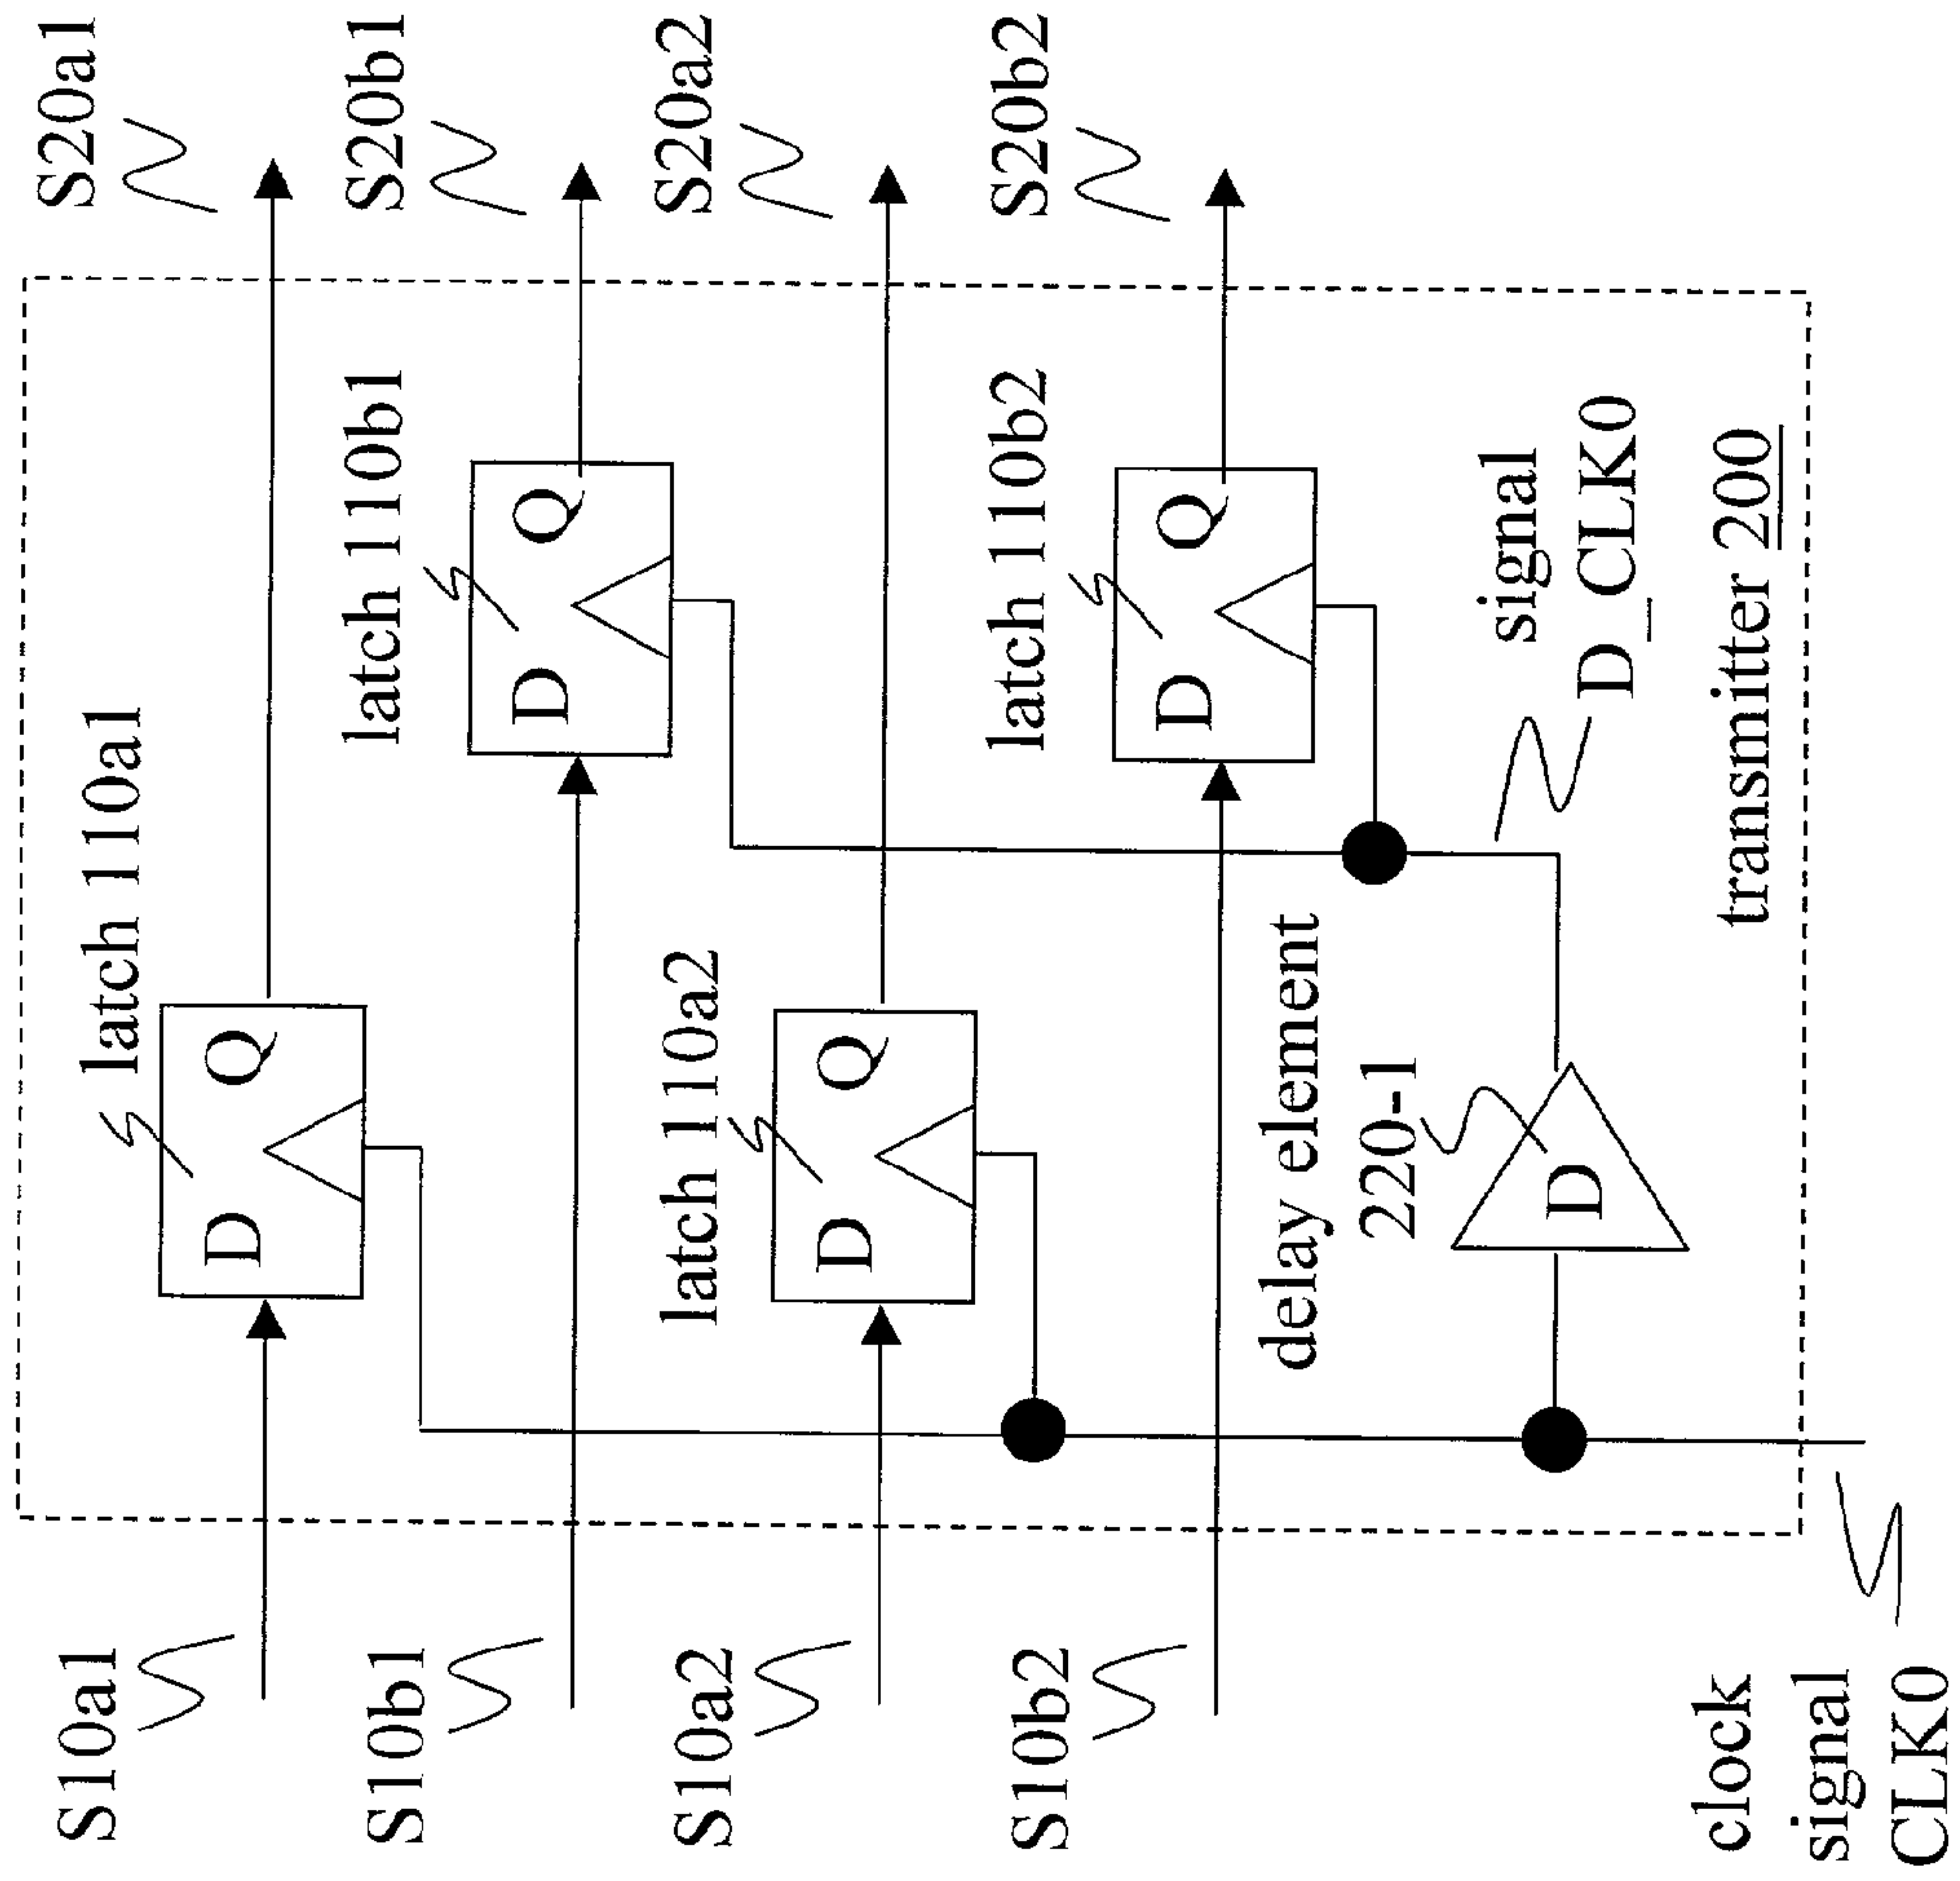 S10a1
S10b1
S10a2
S10b2
clock
signal
CLK0
latch 110a1
D Q
latch 110b1
D Q
latch 110a2
D Q
latch 110b2
D Q
delay element
220-1
D
signal
D_CLK0
transmitter 200
S20a1
S20b1
S20a2
S20b2